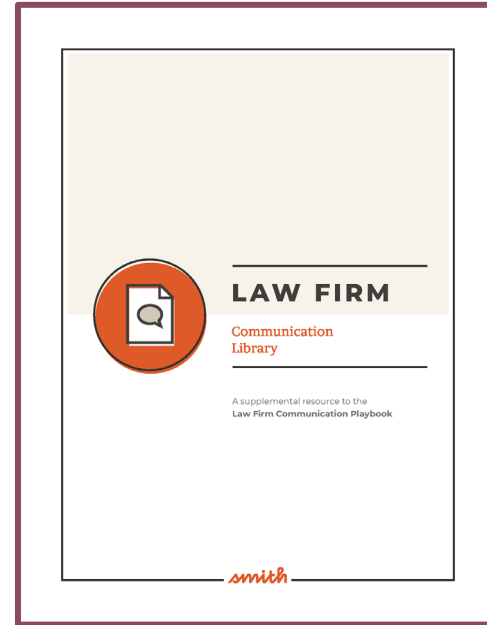 LAW FIRM
Communication
Library
A supplemental resource to the
Law Firm Communication Playbook
smith